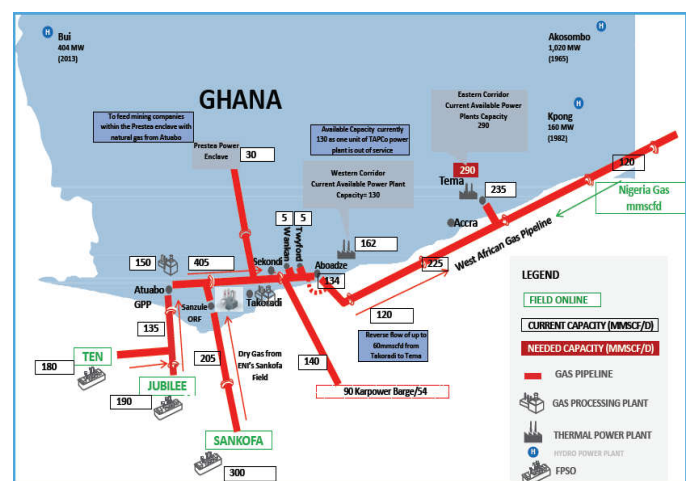 Bui
404 MW
(2013)
Akosombo
1,020 MW
(1965)
GHANA
To feed mining companies
within the Prestea enclave with
natural gas from Atuabo
Available Capacity currently
130 as one unit of TAPCo power
plant is out of service
Eastern Corridor
Current Available Power
Plants Capacity
290
Kpong
160 MW
(1982)
Prestea Power
Enclave
30
Western Corridor
Current Available Power Plant
Capacity= 130
290
Tema
235
120
Nigeria Gas
mmscfd
Accra
West African Gas Pipeline
5
5
162
150
405
Sekondi
Twyford
Aboadze
225
134
Atuabo
GPP
Sanzule
ORF
Takoradi
120
135
Reverse flow of up to
60mmscfd from
Takoradi to Tema
TEN
180
205
Dry Gas from
ENI's Sankofa
Field
140
JUBILEE
190
90 Karpower Barge/54
SANKOFA
300
LEGEND
FIELD ONLINE
CURRENT CAPACITY (MMSCF/D)
NEEDED CAPACITY (MMSCF/D)
GAS PIPELINE
GAS PROCESSING PLANT
THERMAL POWER PLANT
H
HYDRO POWER PLANT
FPSO